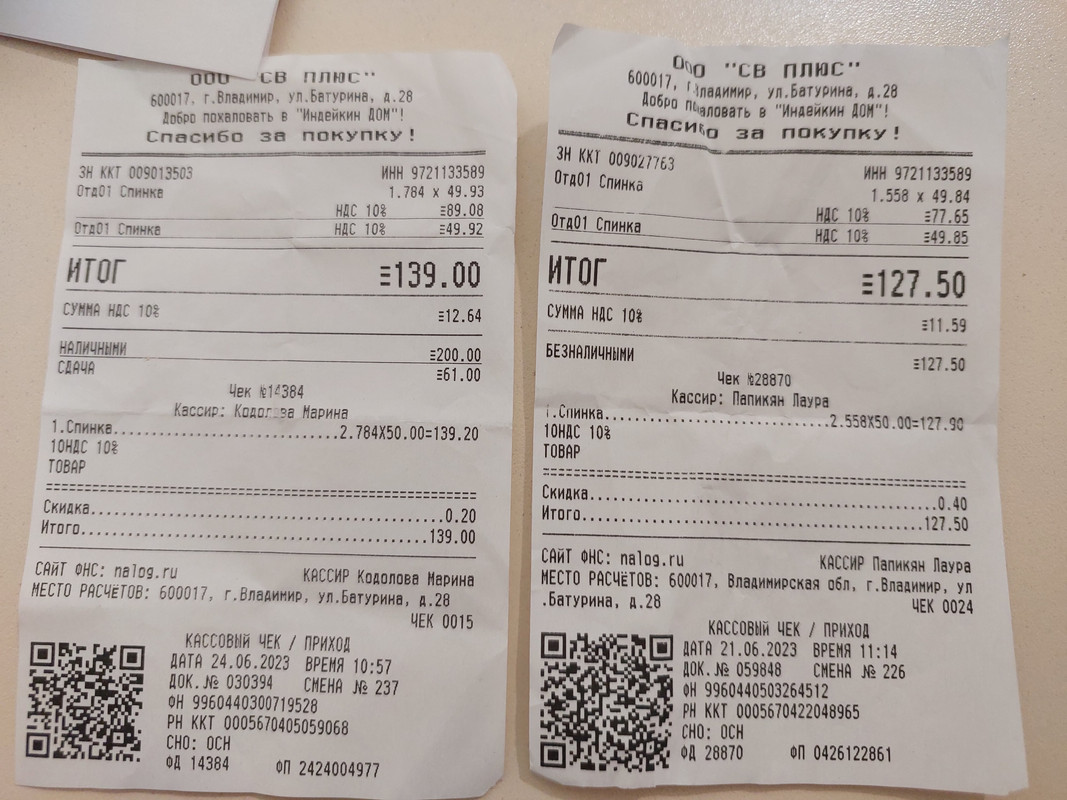 ООО "СВ ПЛЮС"
600017, г.Владимир, ул.Батурина, д.28
Добро пожаловать в "Индейкин ДОМ"!
Спасибо за покупку!
ЗН ККТ 009013503 ИНН 9721133589
Отд01 Спинка 1.784 x 49.93
НДС 10% ≡89.08
Отд01 Спинка НДС 10% ≡49.92
ИТОГ ≡139.00
СУММА НДС 10% ≡12.64
НАЛИЧНЫМИ ≡200.00
СДАЧА ≡61.00
Чек №14384
Кассир: Кодолова Марина
1.Спинка............................2.784X50.00=139.20
10НДС 10%
ТОВАР
================================================
Скидка.............................................0.20
Итого............................................139.00
САЙТ ФНС: nalog.ru КАССИР Кодолова Марина
МЕСТО РАСЧЁТОВ: 600017, г.Владимир, ул.Батурина, д.28
ЧЕК 0015
КАССОВЫЙ ЧЕК / ПРИХОД
ДАТА 24.06.2023 ВРЕМЯ 10:57
ДОК.№ 030394 СМЕНА № 237
ФН 9960440300719528
РН ККТ 0005670405059068
СНО: ОСН
ФД 14384 ФП 2424004977
ООО "СВ ПЛЮС"
600017, г.Владимир, ул.Батурина, д.28
Добро пожаловать в "Индейкин ДОМ"!
Спасибо за покупку!
ЗН ККТ 009027763 ИНН 9721133589
Отд01 Спинка 1.558 x 49.84
НДС 10% ≡77.65
Отд01 Спинка НДС 10% ≡49.85
ИТОГ ≡127.50
СУММА НДС 10% ≡11.59
БЕЗНАЛИЧНЫМИ ≡127.50
Чек №28870
Кассир: Папикян Лаура
1.Спинка............................2.558X50.00=127.90
10НДС 10%
ТОВАР
================================================
Скидка.............................................0.40
Итого............................................127.50
САЙТ ФНС: nalog.ru КАССИР Папикян Лаура
МЕСТО РАСЧЁТОВ: 600017, Владимирская обл, г.Владимир, ул
.Батурина, д.28 ЧЕК 0024
КАССОВЫЙ ЧЕК / ПРИХОД
ДАТА 21.06.2023 ВРЕМЯ 11:14
ДОК.№ 059848 СМЕНА № 226
ФН 9960440503264512
РН ККТ 0005670422048965
СНО: ОСН
ФД 28870 ФП 0426122861